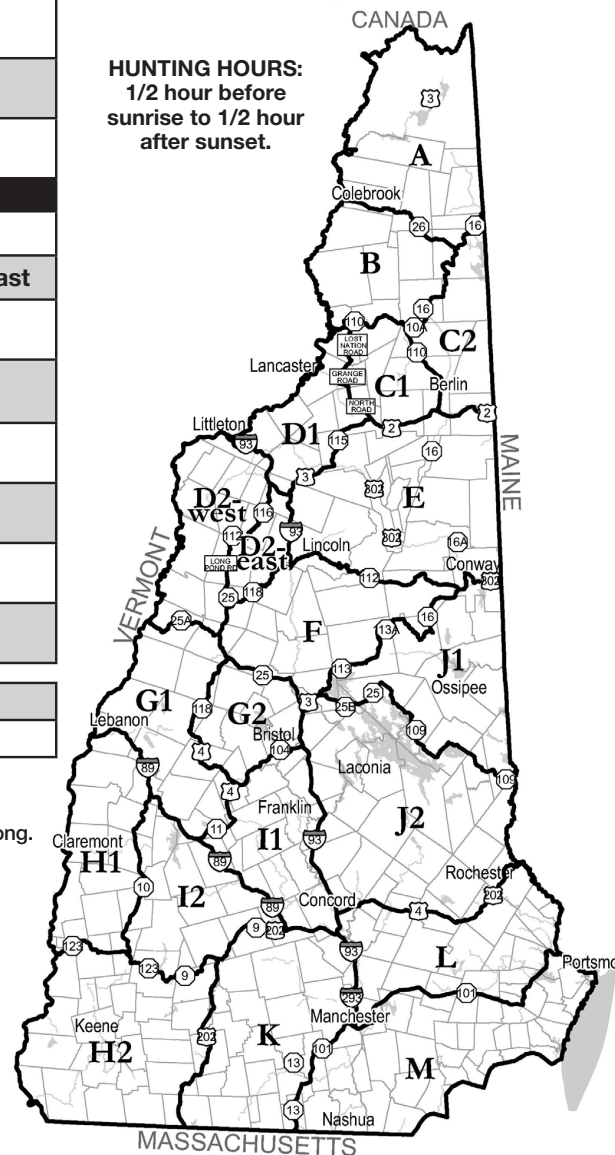 CANADA
HUNTING HOURS:
1/2 hour before
sunrise to 1/2 hour
after sunset.
3
A
Colebrook
26
16
B
ast
16
110
10A
C2
LOST
NATION
ROAD
110
Lancaster
GRANGE
ROAD
C1
Berlin
NORTH
ROAD
2
Littleton
D1
2
93
115
16
MAINE
3
302
E
D2-
west
116
302
112
93
16A
D2-
east
Lincoln
LONG
POND RD
Conway
112
302
VERMONT
118
25
16
25A
F
13A
113
J1
25
Ossipee
G1
118
G2
3
25B
25
Lebanon
Bristol
109
4
104
89
Laconia
109
4
Franklin
ong.
11
I1
J2
Claremont
93
H1
89
Rochester
10
I2
89
Concord
202
4
9
202
123
93
L
123
9
Portsmo
293
101
Manchester
Keene
202
K
101
H2
13
M
13
Nashua
MASSACHUSETTS